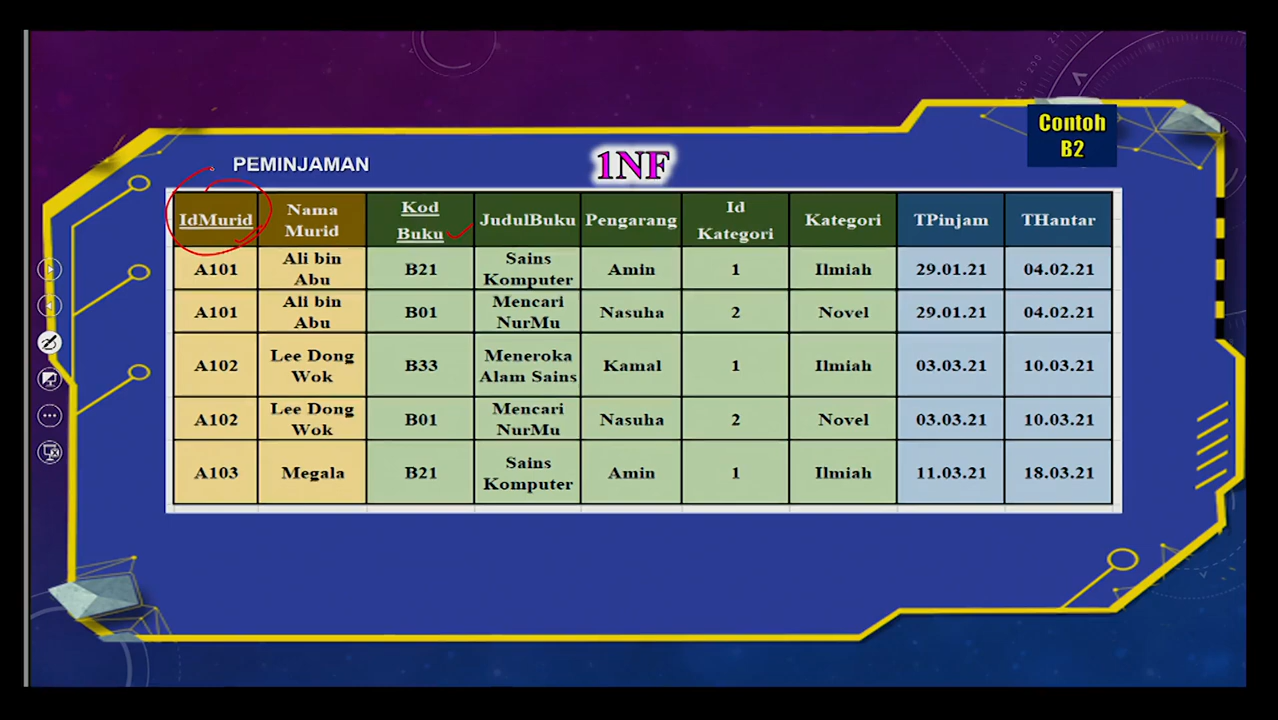 Contoh
B2
PEMINJAMAN
1NF
IdMurid | Nama Murid | Kod Buku | JudulBuku | Pengarang | Id Kategori | Kategori | TPinjam | THantar
A101 | Ali bin Abu | B21 | Sains Komputer | Amin | 1 | Ilmiah | 29.01.21 | 04.02.21
A101 | Ali bin Abu | B01 | Mencari NurMu | Nasuha | 2 | Novel | 29.01.21 | 04.02.21
A102 | Lee Dong Wok | B33 | Meneroka Alam Sains | Kamal | 1 | Ilmiah | 03.03.21 | 10.03.21
A102 | Lee Dong Wok | B01 | Mencari NurMu | Nasuha | 2 | Novel | 03.03.21 | 10.03.21
A103 | Megala | B21 | Sains Komputer | Amin | 1 | Ilmiah | 11.03.21 | 18.03.21